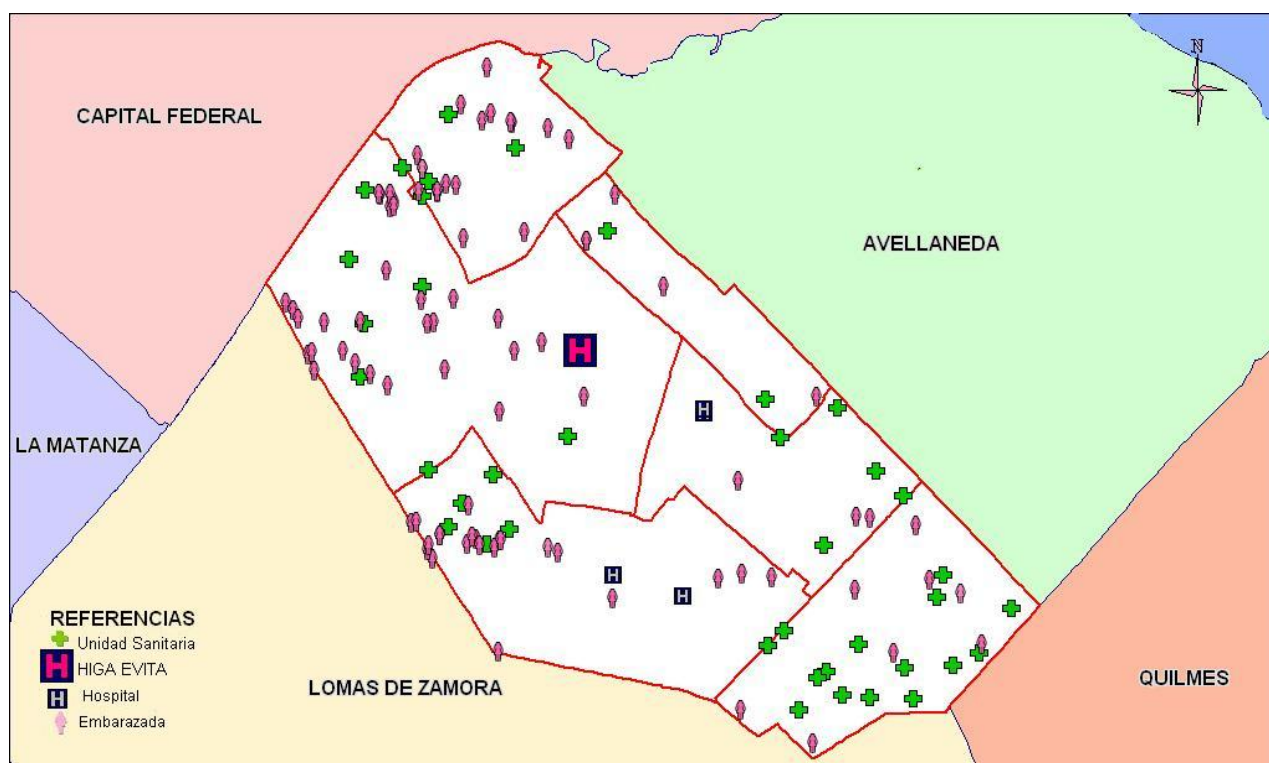 N
CAPITAL FEDERAL
AVELLANEDA
H
H
LA MATANZA
H
H
REFERENCIAS
Unidad Sanitaria
H HIGA EVITA
H Hospital
Embarazada
LOMAS DE ZAMORA
QUILMES